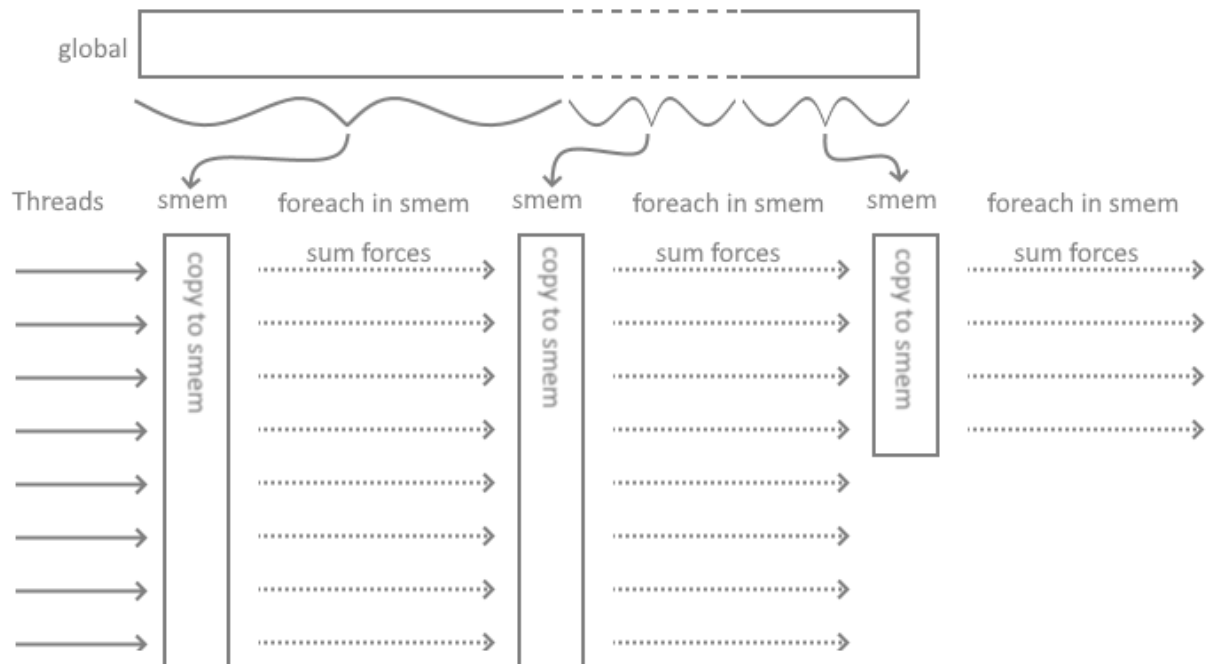 global
Threads smem foreach in smem smem foreach in smem smem foreach in smem
sum forces sum forces sum forces
copy to smem
copy to smem
copy to smem